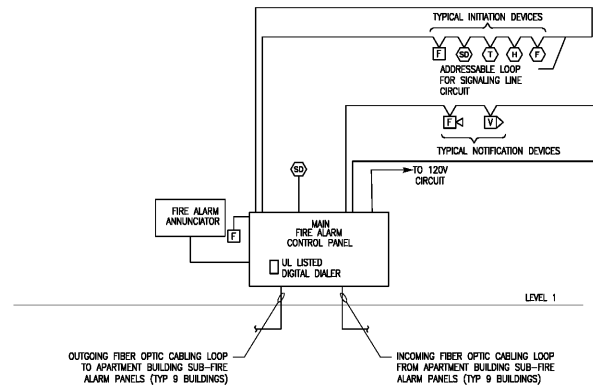 TYPICAL INITIATION DEVICES
F SD T H F
ADDRESSABLE LOOP
FOR SIGNALING LINE
CIRCUIT
F V
TYPICAL NOTIFICATION DEVICES
SD
TO 120V
CIRCUIT
FIRE ALARM
ANNUNCIATOR
F
MAIN
FIRE ALARM
CONTROL PANEL
UL LISTED
DIGITAL DIALER
LEVEL 1
OUTGOING FIBER OPTIC CABLING LOOP
TO APARTMENT BUILDING SUB-FIRE
ALARM PANELS (TYP 9 BUILDINGS)
INCOMING FIBER OPTIC CABLING LOOP
FROM APARTMENT BUILDING SUB-FIRE
ALARM PANELS (TYP 9 BUILDINGS)